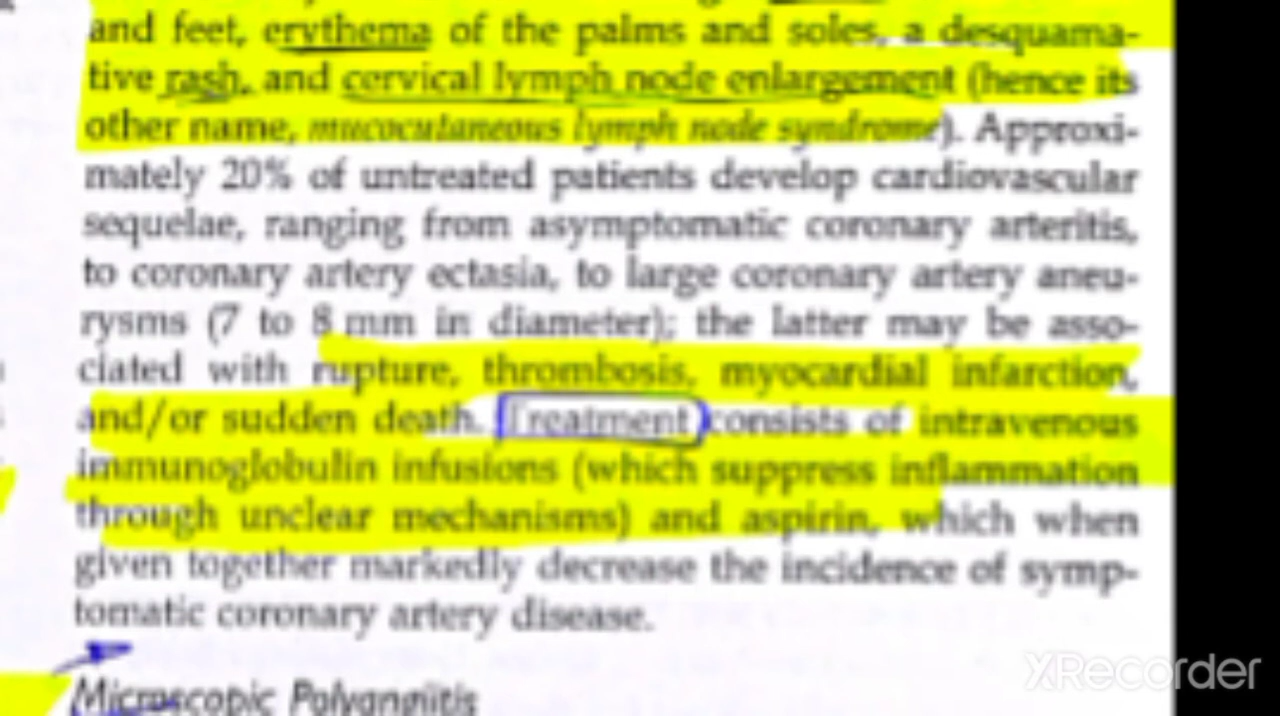 and feet, erythema of the palms and soles, a desquama-
tive rash, and cervical lymph node enlargement (hence its
other name, mucocutaneous lymph node syndrome). Approxi-
mately 20% of untreated patients develop cardiovascular
sequelae, ranging from asymptomatic coronary arteritis,
to coronary artery ectasia, to large coronary artery aneu-
rysms (7 to 8 mm in diameter); the latter may be asso-
ciated with rupture, thrombosis, myocardial infarction,
and/or sudden death. Treatment consists of intravenous
immunoglobulin infusions (which suppress inflammation
through unclear mechanisms) and aspirin, which when
given together markedly decrease the incidence of symp-
tomatic coronary artery disease.
Microscopic Polyangiitis
XRecorder